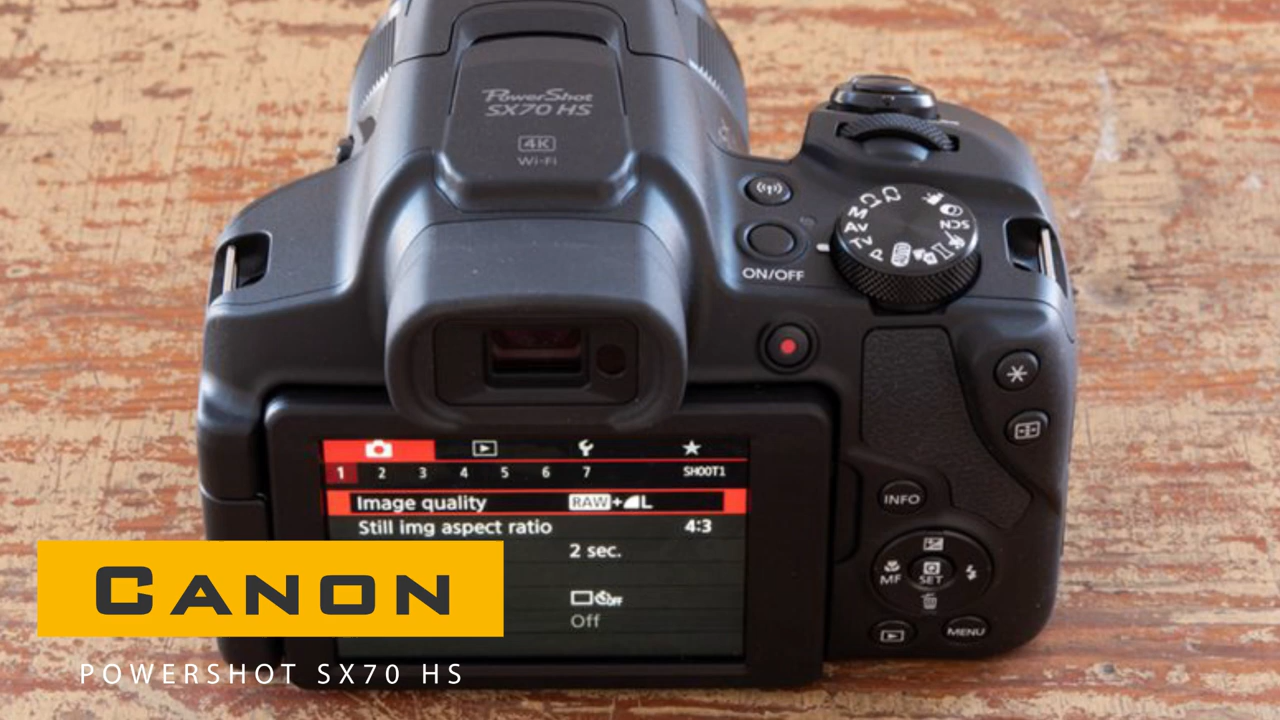 PowerShot
SX70 HS
4K
Wi-Fi
ON/OFF
M
Av
Tv
P
SCN
1 2 3 4 5 6 7 SHOOT1
Image quality RAW+L
Still img aspect ratio 4:3
2 sec.
OFF
Off
INFO
MF
SET
MENU
CANON
POWERSHOT SX70 HS